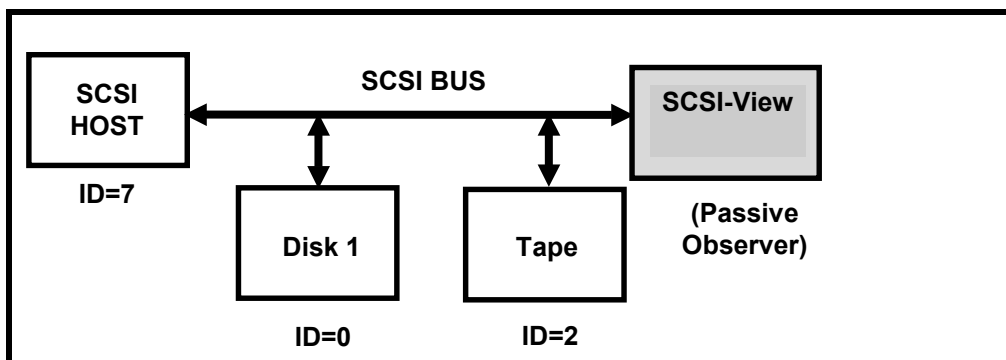 SCSI BUS
SCSI
HOST
SCSI-View
ID=7
(Passive
Observer)
Disk 1
Tape
ID=0
ID=2